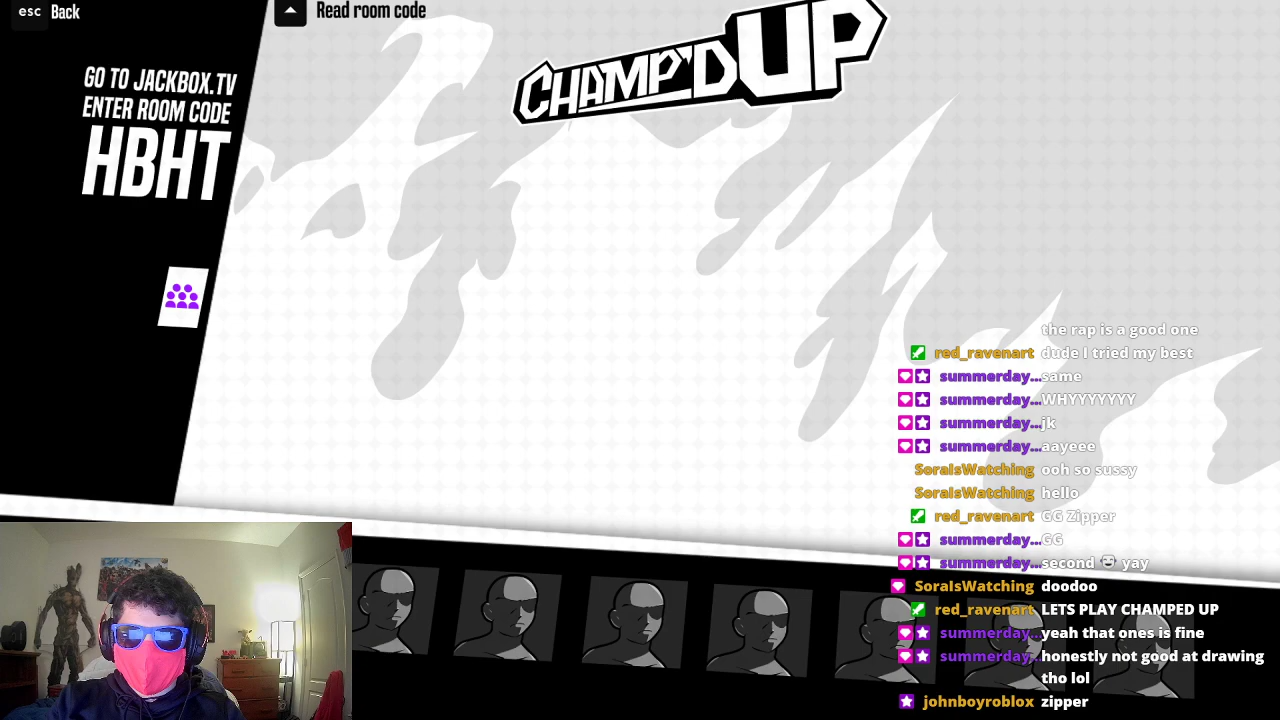 esc Back
Read room code
CHAMP'D UP
GO TO JACKBOX.TV
ENTER ROOM CODE
HBHT
the rap is a good one
red_ravenart dude I tried my best
summerday... same
summerday... WHYYYYYYY
summerday... jk
summerday... aayeee
SoraIsWatching ooh so sussy
SoraIsWatching hello
red_ravenart GG Zipper
summerday... GG
summerday... second yay
SoraIsWatching doodoo
red_ravenart LETS PLAY CHAMPED UP
summerday... yeah that ones is fine
summerday... honestly not good at drawing
tho lol
johnboyroblox zipper